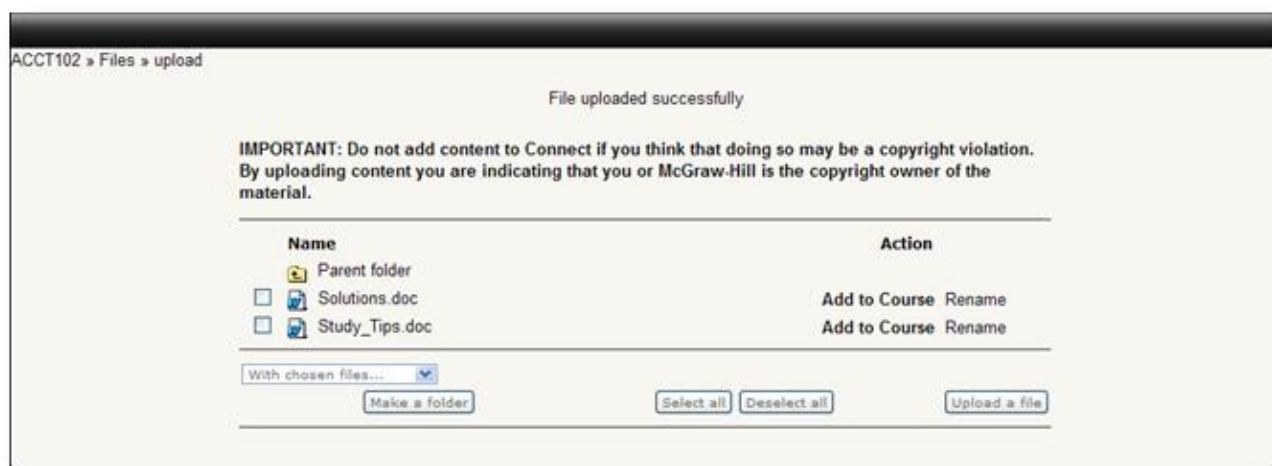 ACCT102 » Files » upload
File uploaded successfully
IMPORTANT: Do not add content to Connect if you think that doing so may be a copyright violation.
By uploading content you are indicating that you or McGraw-Hill is the copyright owner of the
material.
Name Action
Parent folder
Solutions.doc Add to Course Rename
Study_Tips.doc Add to Course Rename
With chosen files...
Make a folder Select all Deselect all Upload a file